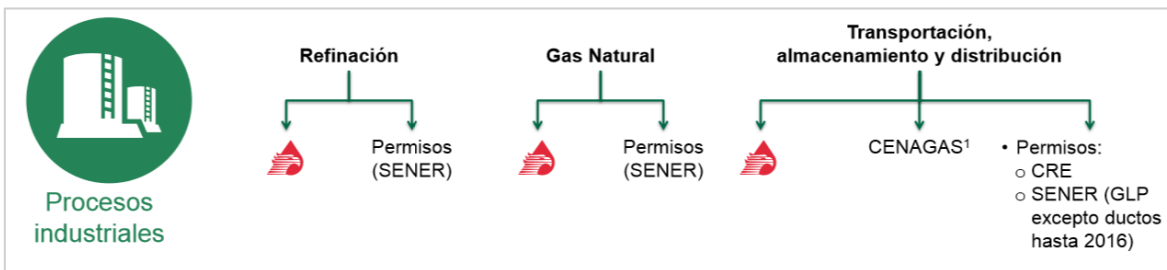 Procesos
industriales
Refinación
Permisos
(SENER)
Gas Natural
Permisos
(SENER)
Transportación,
almacenamiento y distribución
CENAGAS¹
• Permisos:
o CRE
o SENER (GLP
excepto ductos
hasta 2016)